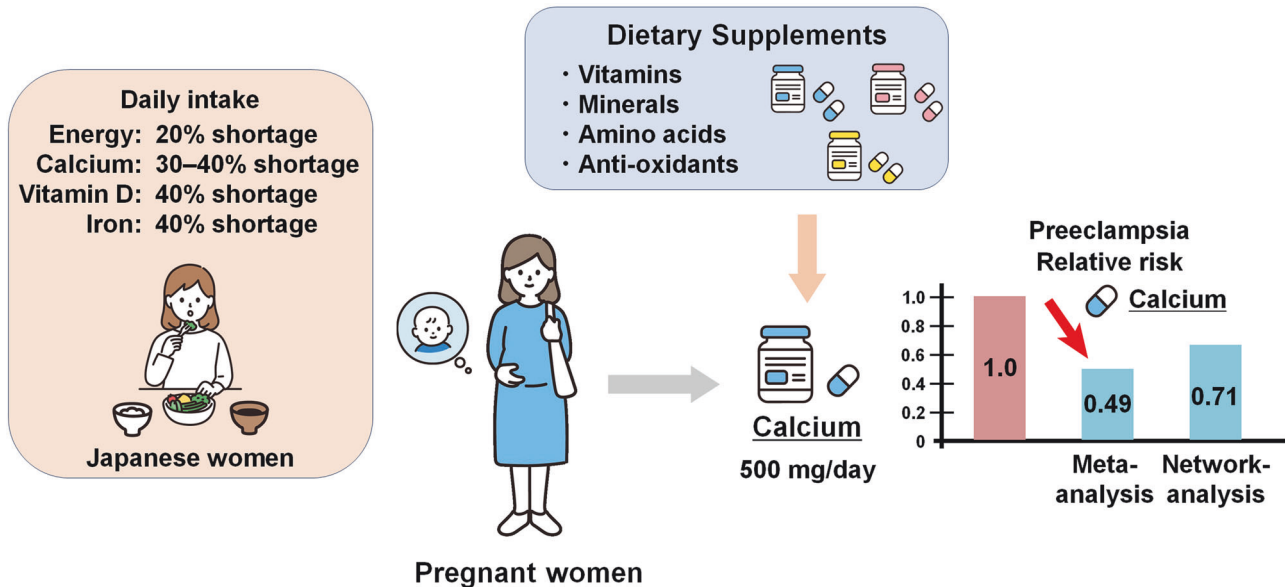 Daily intake
Energy: 20% shortage
Calcium: 30–40% shortage
Vitamin D: 40% shortage
Iron: 40% shortage
Japanese women
Dietary Supplements
· Vitamins
· Minerals
· Amino acids
· Anti-oxidants
Pregnant women
Calcium
500 mg/day
Preeclampsia
Relative risk
Calcium
1.0
0.8
0.6
0.4
0.2
0
1.0
0.49
0.71
Meta-
analysis
Network-
analysis